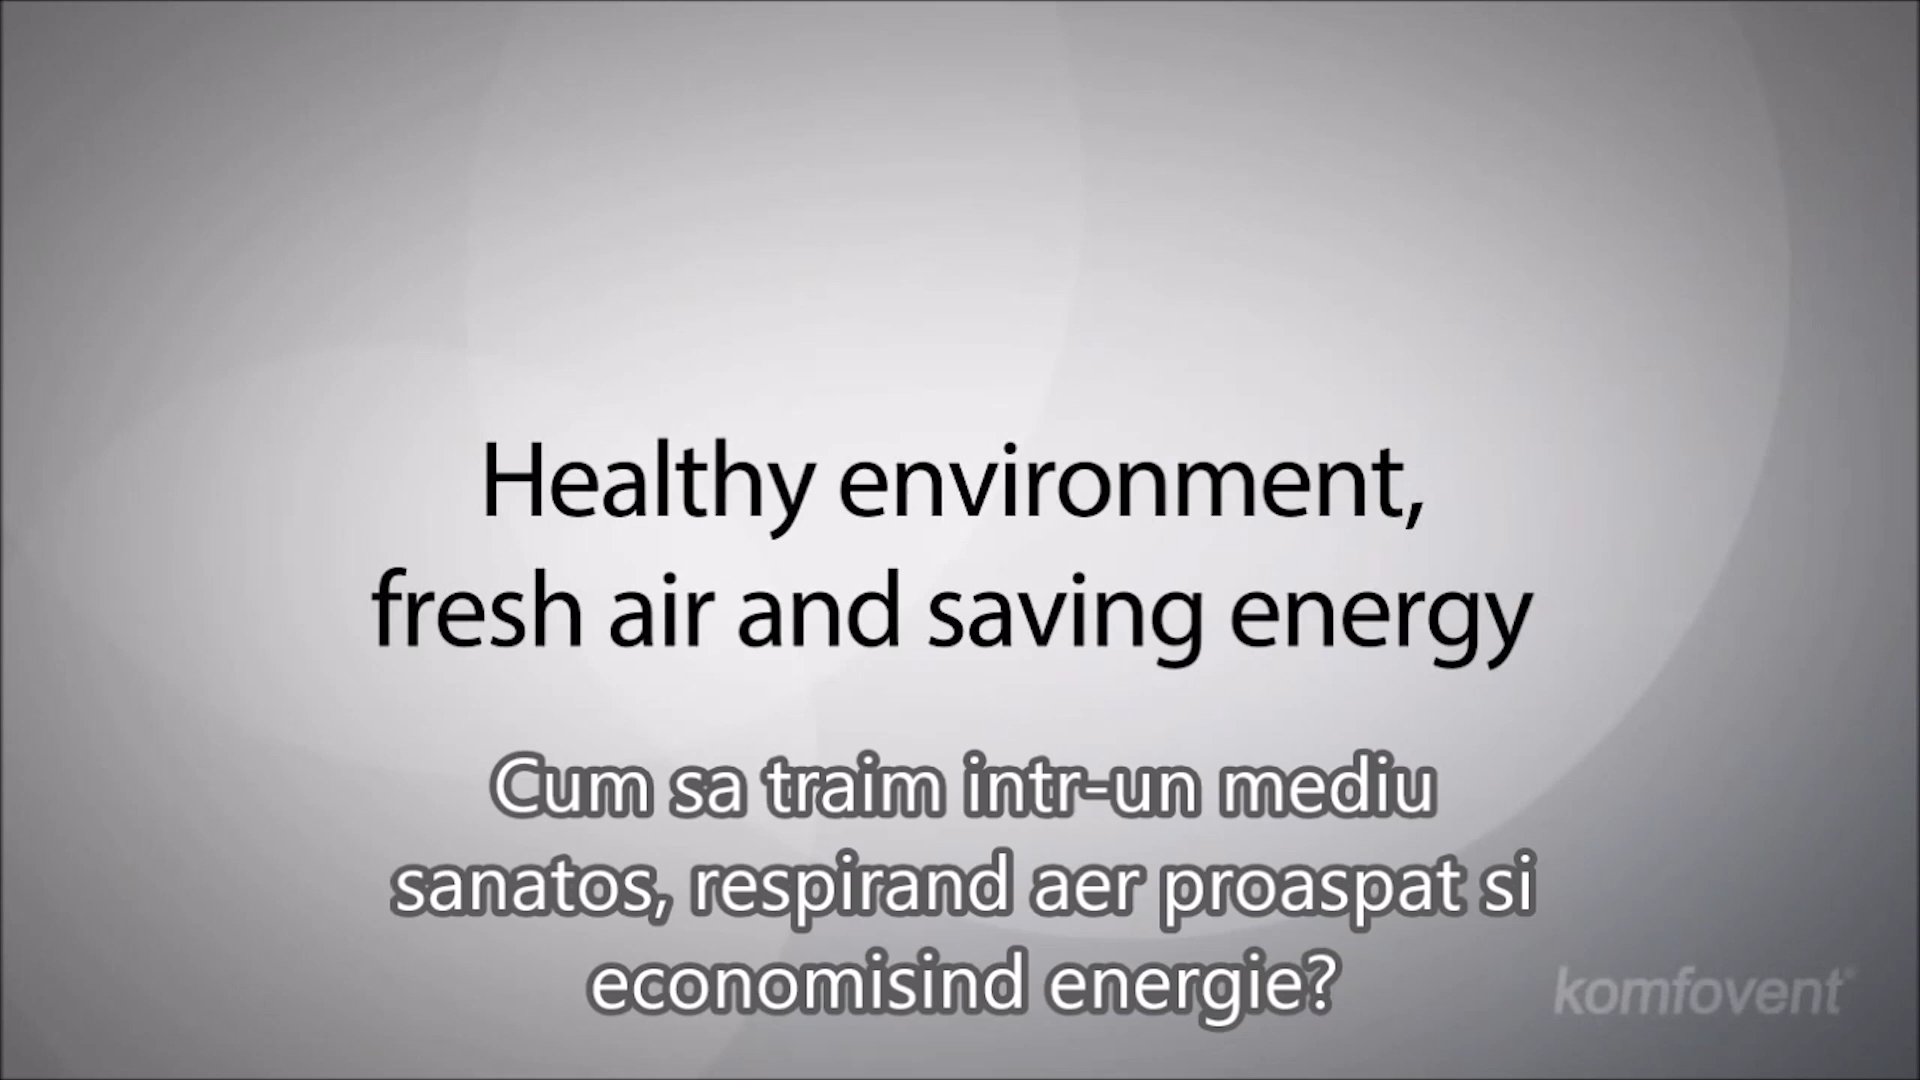 Healthy environment,
fresh air and saving energy
Cum sa traim intr-un mediu
sanatos, respirand aer proaspat si
economisind energie?
komfovent®